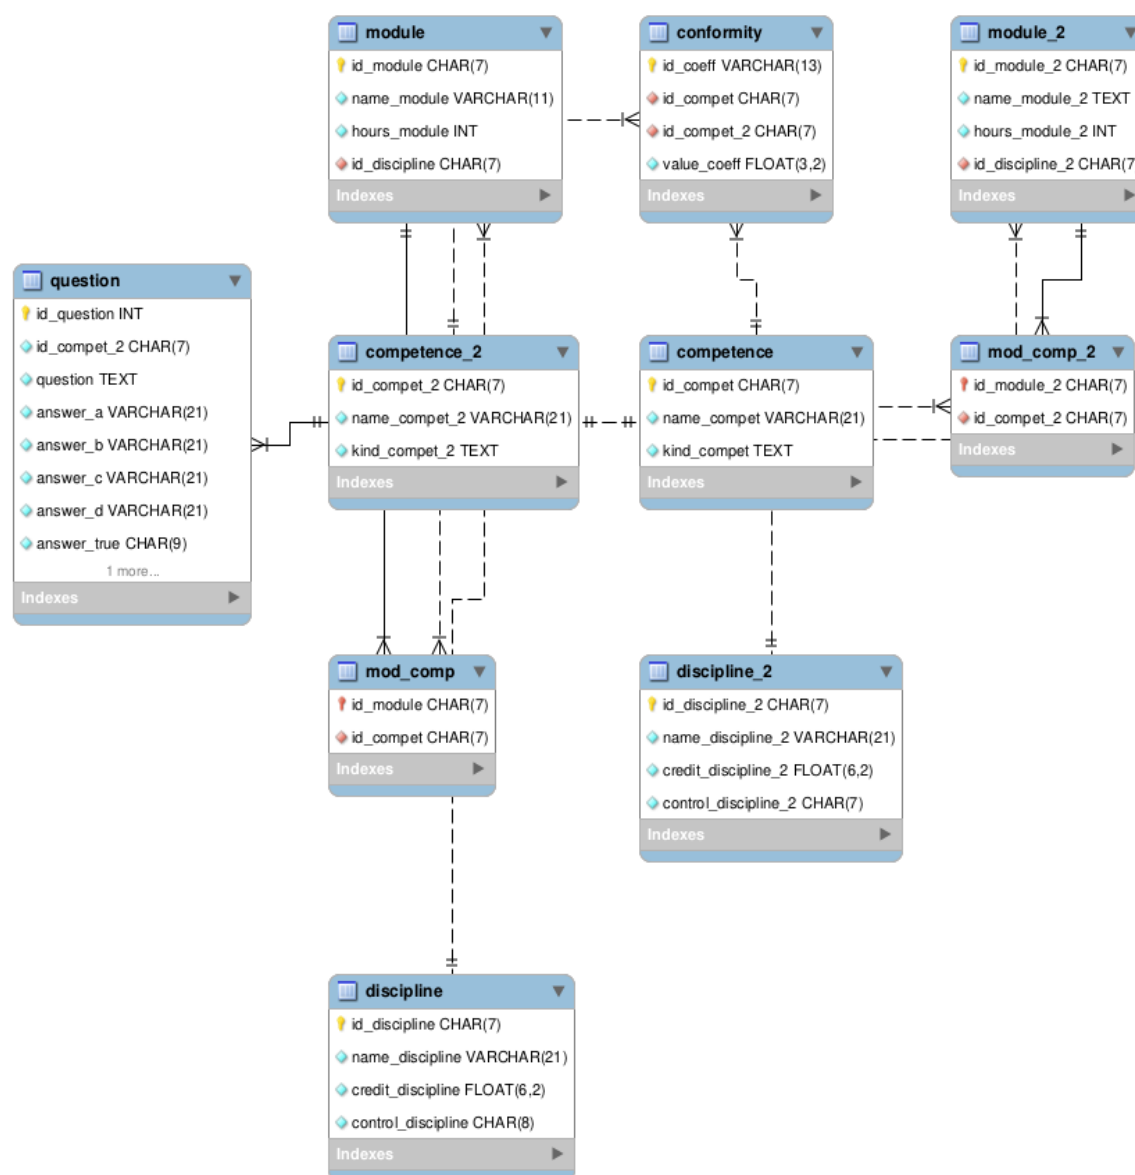 module
id_module CHAR(7)
name_module VARCHAR(11)
hours_module INT
id_discipline CHAR(7)
Indexes
conformity
id_coeff VARCHAR(13)
id_compet CHAR(7)
id_compet_2 CHAR(7)
value_coeff FLOAT(3,2)
Indexes
module_2
id_module_2 CHAR(7)
name_module_2 TEXT
hours_module_2 INT
id_discipline_2 CHAR(7
Indexes
question
id_question INT
id_compet_2 CHAR(7)
question TEXT
answer_a VARCHAR(21)
answer_b VARCHAR(21)
answer_c VARCHAR(21)
answer_d VARCHAR(21)
answer_true CHAR(9)
1 more...
Indexes
competence_2
id_compet_2 CHAR(7)
name_compet_2 VARCHAR(21)
kind_compet_2 TEXT
Indexes
competence
id_compet CHAR(7)
name_compet VARCHAR(21)
kind_compet TEXT
Indexes
mod_comp_2
id_module_2 CHAR(7)
id_compet_2 CHAR(7)
Indexes
mod_comp
id_module CHAR(7)
id_compet CHAR(7)
Indexes
discipline_2
id_discipline_2 CHAR(7)
name_discipline_2 VARCHAR(21)
credit_discipline_2 FLOAT(6,2)
control_discipline_2 CHAR(7)
Indexes
discipline
id_discipline CHAR(7)
name_discipline VARCHAR(21)
credit_discipline FLOAT(6,2)
control_discipline CHAR(8)
Indexes